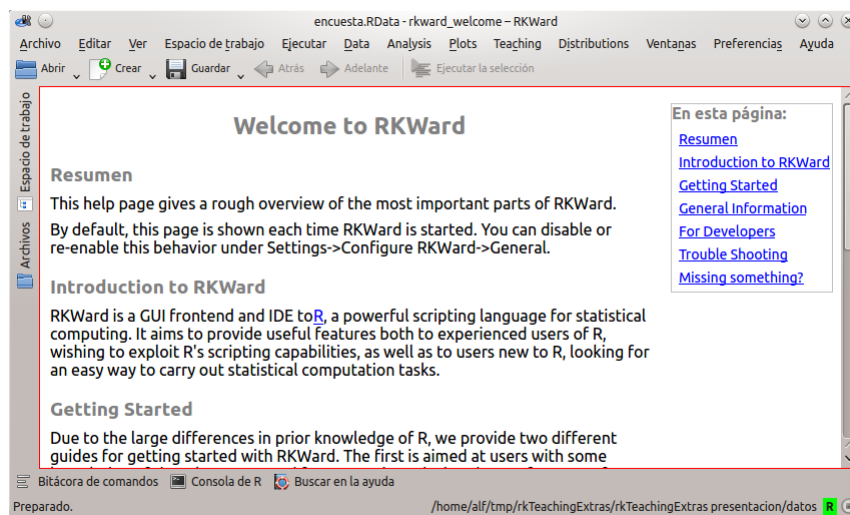 encuesta.RData - rkward_welcome – RKWard
Archivo Editar Ver Espacio de trabajo Ejecutar Data Analysis Plots Teaching Distributions Ventanas Preferencias Ayuda
Abrir Crear Guardar Atrás Adelante Ejecutar la selección
Espacio de trabajo
Archivos
Welcome to RKWard
Resumen
This help page gives a rough overview of the most important parts of RKWard.
By default, this page is shown each time RKWard is started. You can disable or
re-enable this behavior under Settings->Configure RKWard->General.
Introduction to RKWard
RKWard is a GUI frontend and IDE toR, a powerful scripting language for statistical
computing. It aims to provide useful features both to experienced users of R,
wishing to exploit R's scripting capabilities, as well as to users new to R, looking for
an easy way to carry out statistical computation tasks.
Getting Started
Due to the large differences in prior knowledge of R, we provide two different
guides for getting started with RKWard. The first is aimed at users with some
En esta página:
Resumen
Introduction to RKWard
Getting Started
General Information
For Developers
Trouble Shooting
Missing something?
Bitácora de comandos Consola de R Buscar en la ayuda
Preparado. /home/alf/tmp/rkTeachingExtras/rkTeachingExtras presentacion/datos R